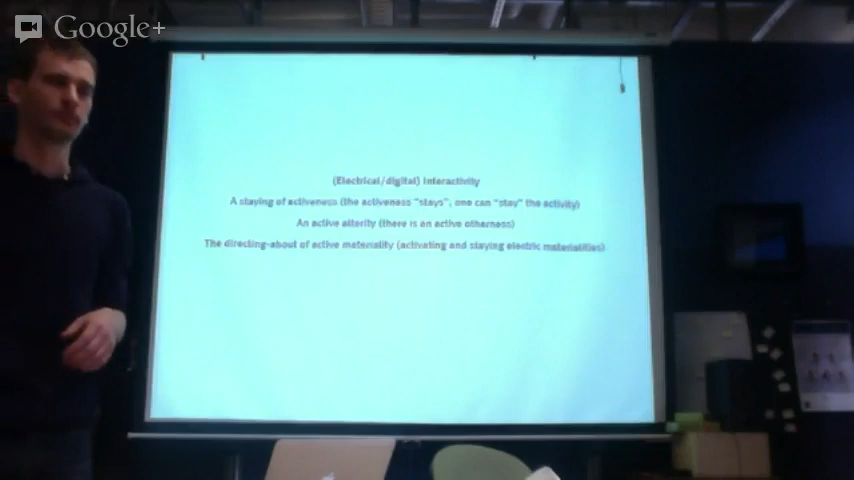 Google+
(Electrical/digital) Interactivity
A staying of activeness (the activeness "stays", one can "stay" the activity)
An active alterity (there is an active otherness)
The directing-about of active materiality (activating and staying electric materialities)